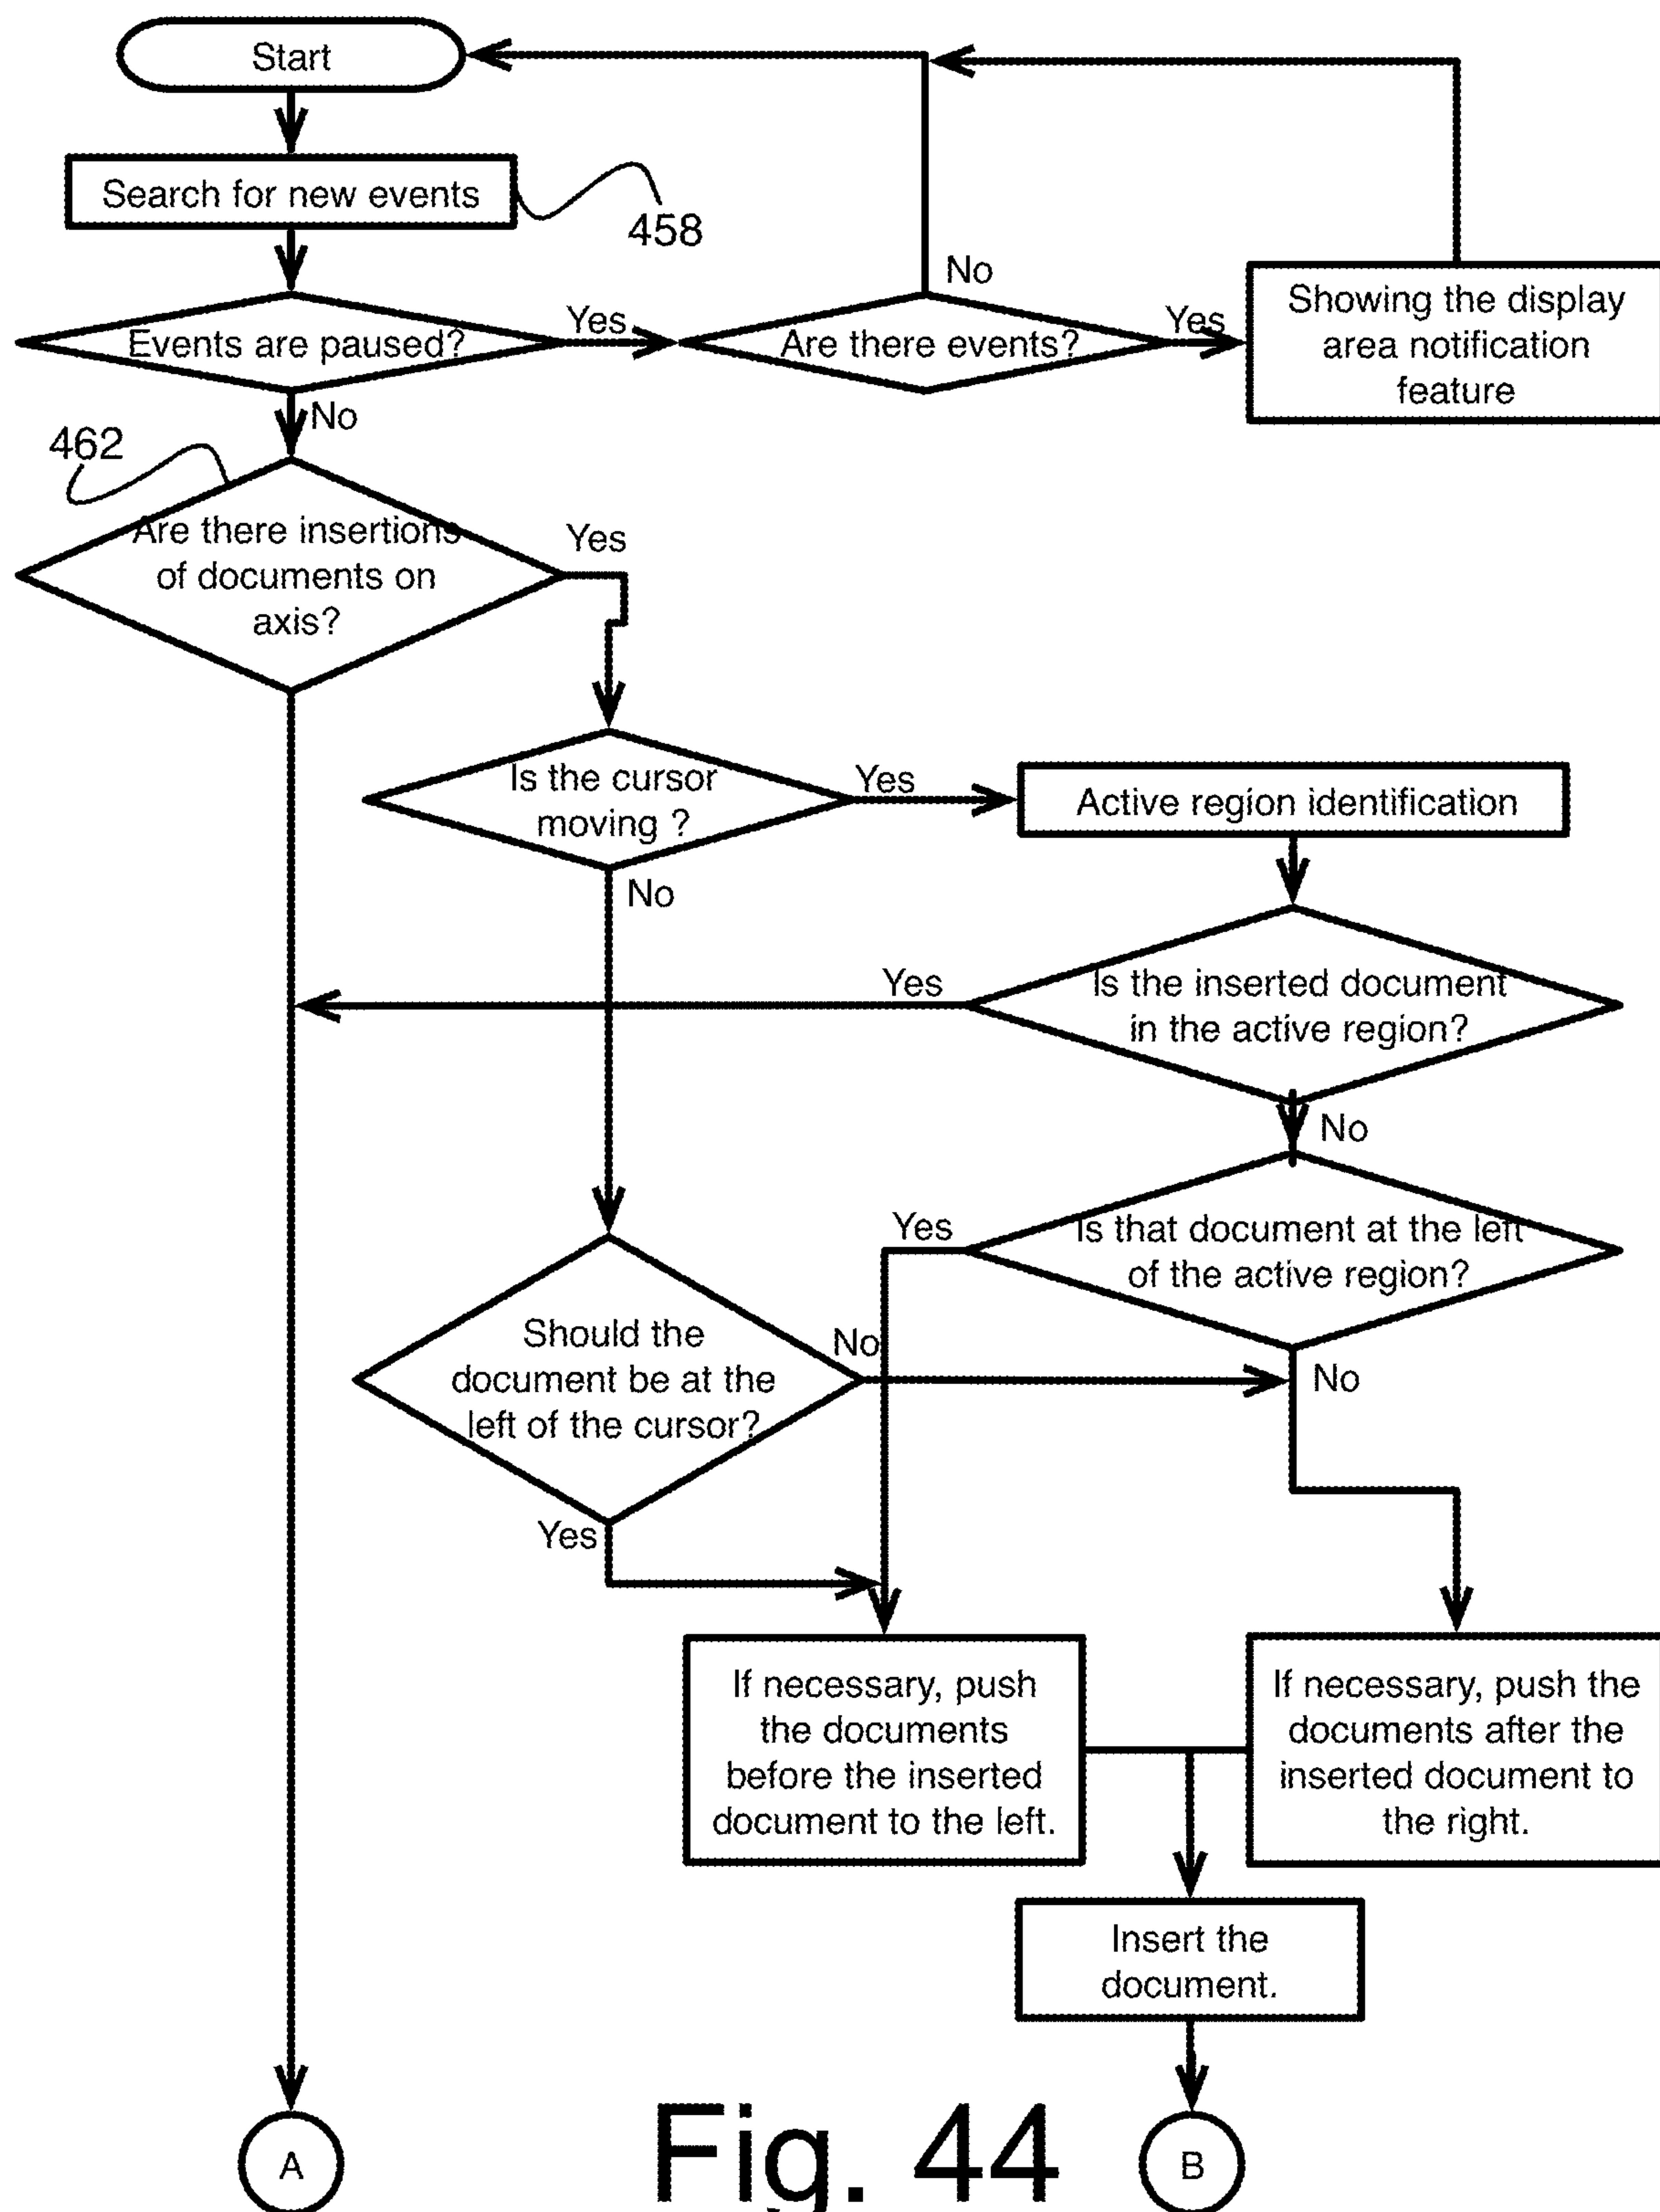 Start
Search for new events
458
No
Events are paused?
Yes
Are there events?
Yes
Showing the display
area notification
feature
No
462
Are there insertions
of documents on
axis?
Yes
Is the cursor
moving ?
Yes
Active region identification
No
Yes
Is the inserted document
in the active region?
No
Yes
Is that document at the left
of the active region?
Should the
document be at the
left of the cursor?
No
No
Yes
If necessary, push
the documents
before the inserted
document to the left.
If necessary, push the
documents after the
inserted document to
the right.
Insert the
document.
A
Fig. 44
B